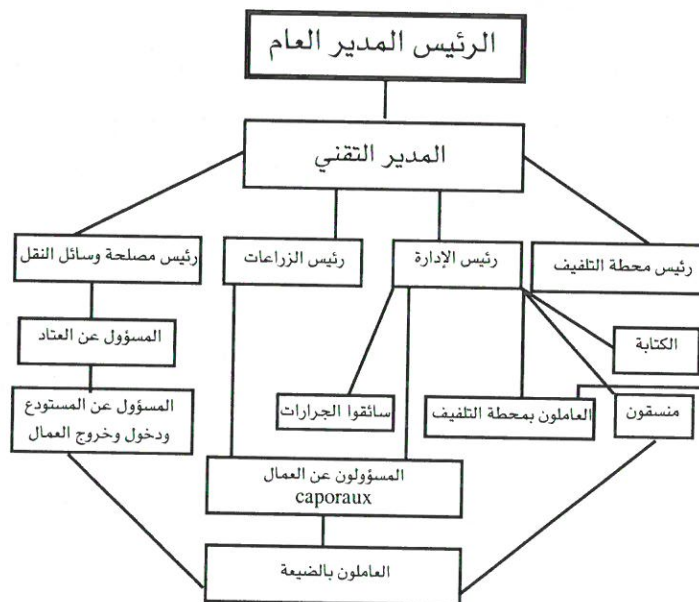 الرئيس المدير العام
المدير التقني
رئيس محطة التلفيف
رئيس الإدارة
رئيس الزراعات
رئيس مصلحة وسائل النقل
الكتابة
المسؤول عن العتاد
منسقون
العاملون بمحطة التلفيف
سائقوا الجرارات
المسؤول عن المستودع
ودخول وخروج العمال
المسؤولون عن العمال
caporaux
العاملون بالضيعة